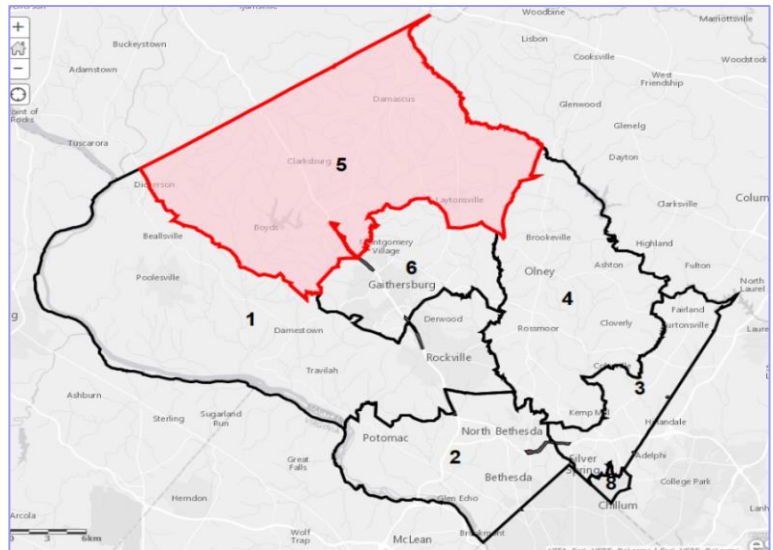 Woodbine
Marriottsville
+
Lisbon
Buckeystown
Cooksville
Woodstock
Adamstown
West
Friendship
Damascus
Glenwood
Glenelg
Tuscarora
Dayton
Clarksburg
5
Dickerson
Clarksville
Laytonsville
Colum
Boyds
Beallsville
Brookeville
Highland
Montgomery
Village
6
Ashton
Fulton
Olney
Poolesville
Gaithersburg
North
Laurel
4
1
Fairland
Derwood
Rossmoor
Cloverly
urtonsville
Laure
Darnestown
Rockville
Travilah
3
Ashburn
Kemp Mill
Sterling
Sugarland
Run
Hillandale
Potomac
North Bethesda
2
Silver
Spring
Adelphi
Great
Falls
Bethesda
8
College Park
Herndon
Glen Echo
Chillum
Lanh
Arcola
Wolf
Trap
McLean
3
6km